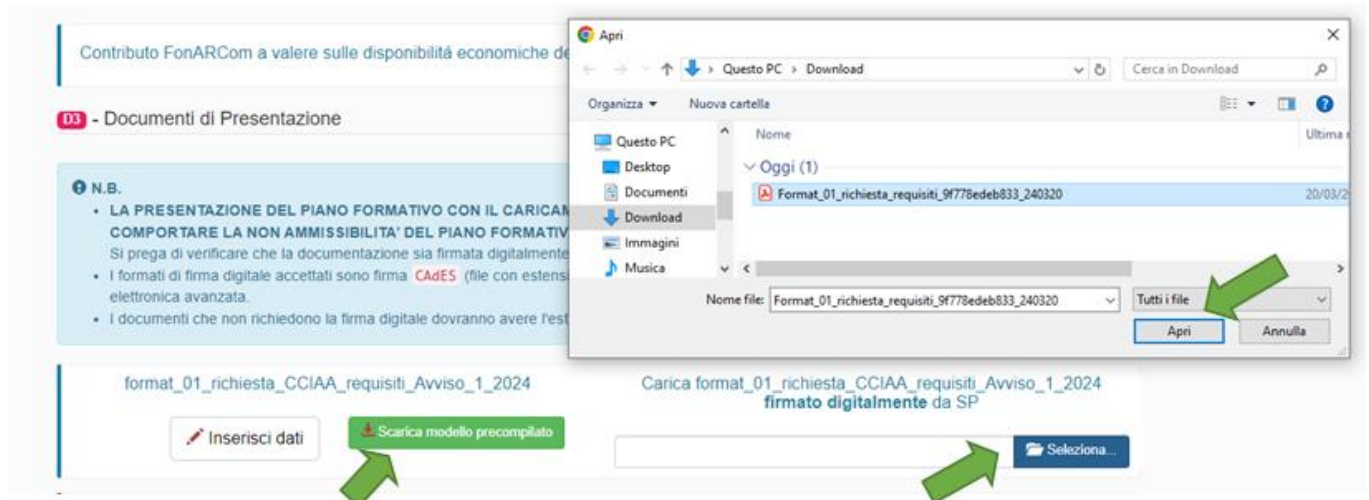 Contributo FonARCom a valere sulle disponibilitá economiche de
D3 - Documenti di Presentazione
N.B.
• LA PRESENTAZIONE DEL PIANO FORMATIVO CON IL CARICAM
COMPORTARE LA NON AMMISSIBILITA' DEL PIANO FORMATIV
Si prega di verificare che la documentazione sia firmata digitalmente
• I formati di firma digitale accettati sono firma CAdES (file con estensi
elettronica avanzata.
• I documenti che non richiedono la firma digitale dovranno avere l'est
Apri
Questo PC > Download
Cerca in Download
Organizza
Nuova cartella
Questo PC
Desktop
Documenti
Download
Immagini
Musica
Nome
Ultima
Oggi (1)
Format_01_richiesta_requisiti_9f778edeb833_240320
20/03/2
Nome file:
Format_01_richiesta_requisiti_9f778edeb833_240320
Tutti i file
Apri
Annulla
format_01_richiesta_CCIAA_requisiti_Avviso_1_2024
Inserisci dati
Scarica modello precompilato
Carica format_01_richiesta_CCIAA_requisiti_Avviso_1_2024
firmato digitalmente da SP
Seleziona...